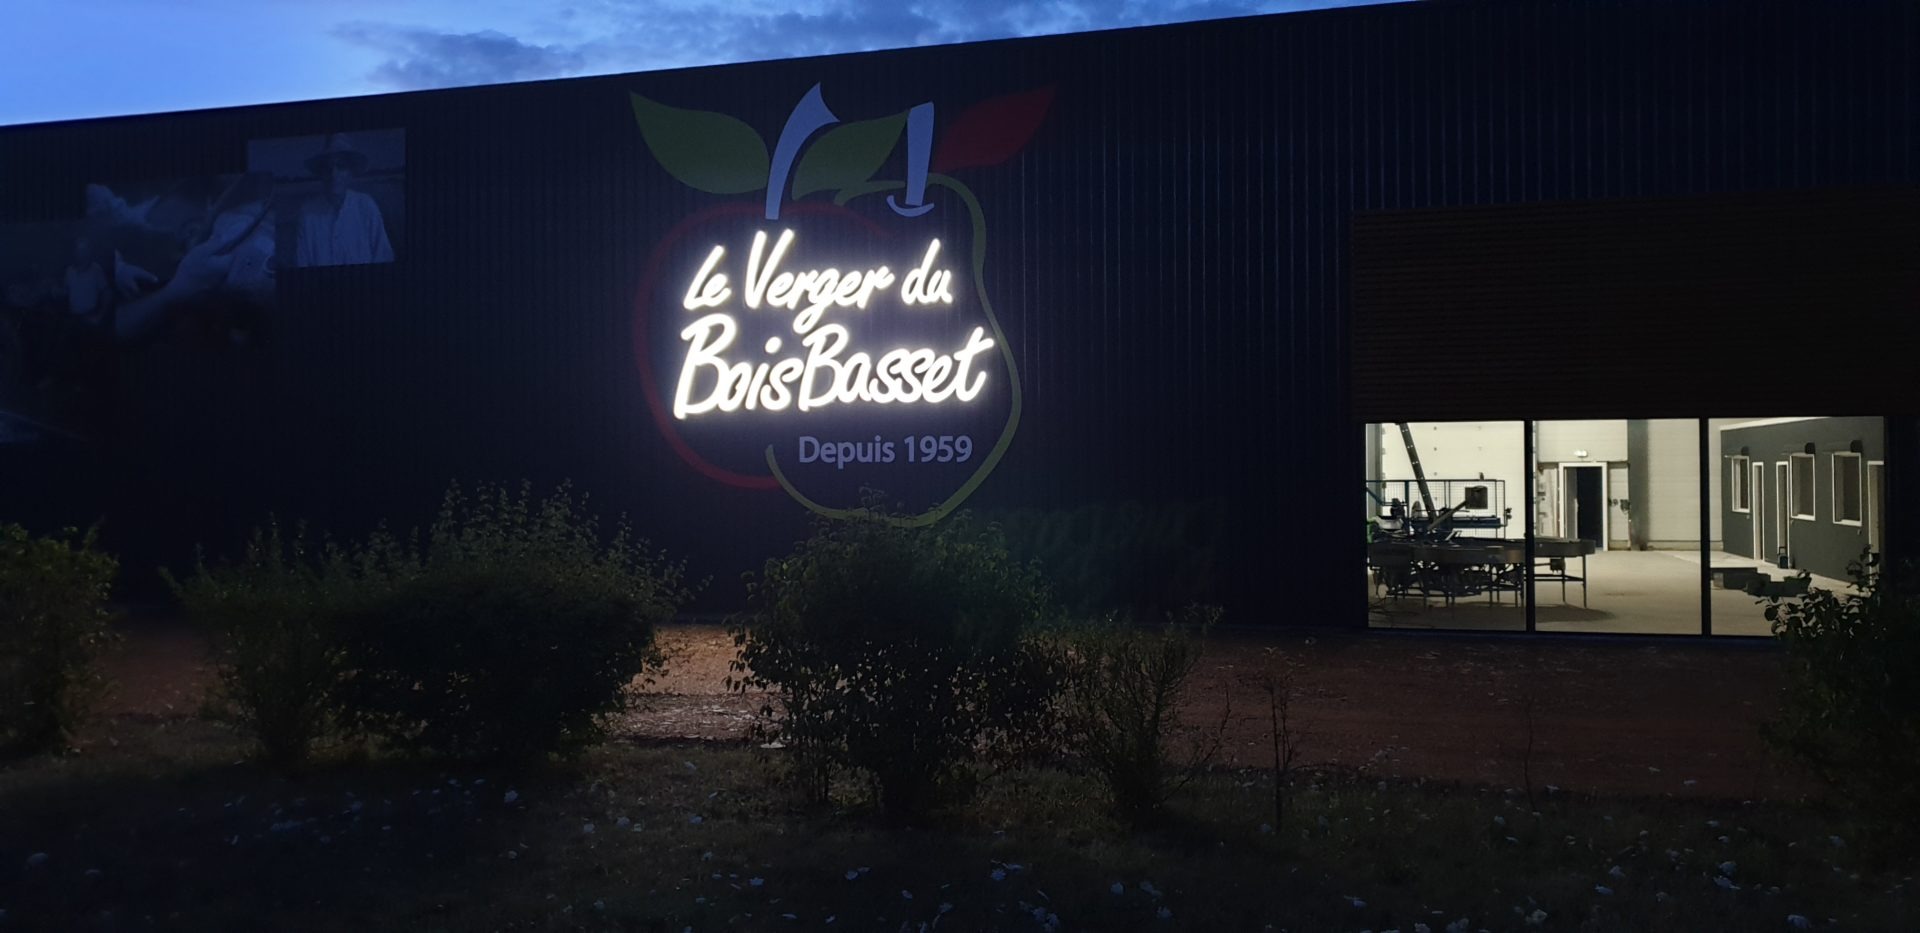 Le Verger du
BoisBasset
Depuis 1959